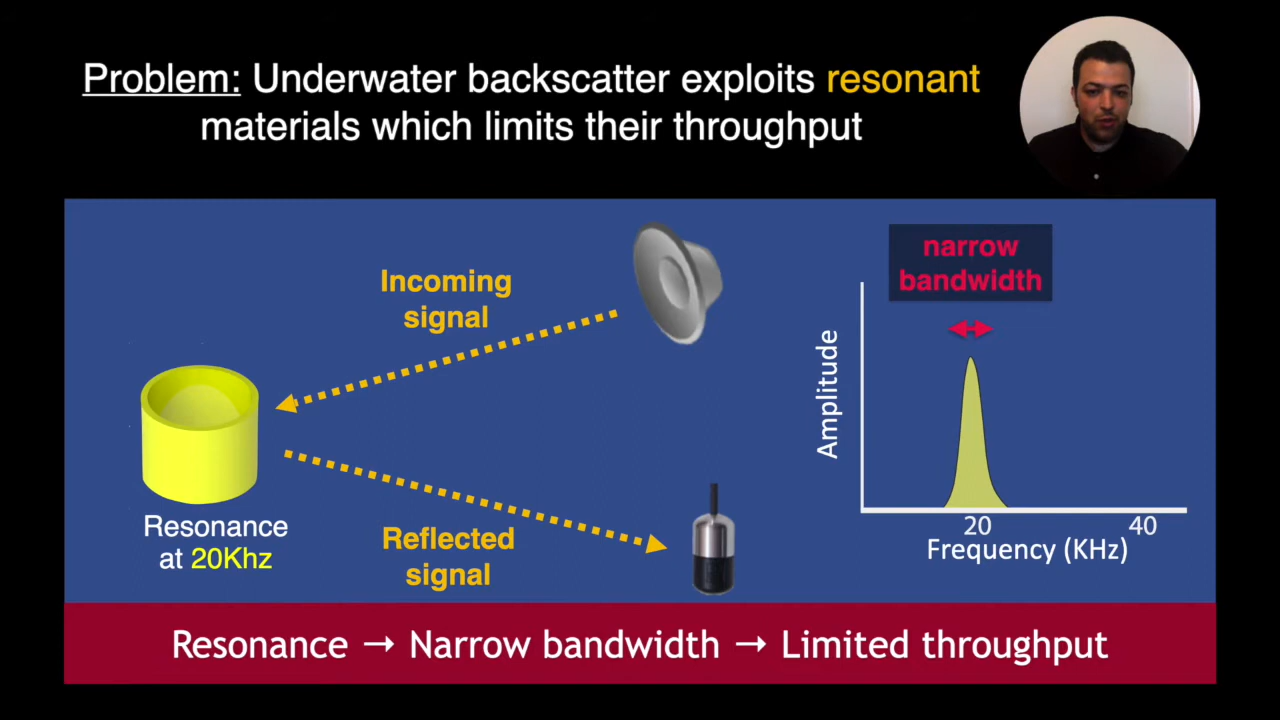 Problem: Underwater backscatter exploits resonant
materials which limits their throughput
Incoming
signal
narrow
bandwidth
Amplitude
Resonance
at 20Khz
Reflected
signal
20
40
Frequency (KHz)
Resonance → Narrow bandwidth → Limited throughput